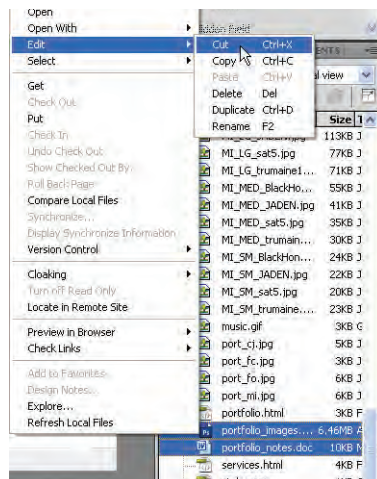 Open
Open With
Edit
Select
Get
Check Out
Put
Check In
Undo Check Out
Show Checked Out By
Roll Back Page
Compare Local Files
Synchronize...
Display Synchronize Information
Version Control
Cloaking
Turn off Read Only
Locate in Remote Site
Preview in Browser
Check Links
Add to Favorites
Design Notes...
Explore...
Refresh Local Files
Hidden Field
Cut Ctrl+X
Copy Ctrl+C
Paste Ctrl+V
Delete Del
Duplicate Ctrl+D
Rename F2
view
Size
113KB J
MI_LG_sat5.jpg 77KB J
MI_LG_trumaine1... 71KB J
MI_MED_BlackHo... 55KB J
MI_MED_JADEN.jpg 41KB J
MI_MED_sat5.jpg 35KB J
MI_MED_trumain... 30KB J
MI_SM_BlackHon... 24KB J
MI_SM_JADEN.jpg 22KB J
MI_SM_sat5.jpg 20KB J
MI_SM_trumaine.... 23KB J
music.gif 3KB G
port_cj.jpg 5KB J
port_fc.jpg 3KB J
port_fo.jpg 6KB J
port_mi.jpg 6KB J
portfolio.html 3KB F
portfolio_images.... 6.46MB A
portfolio_notes.doc 10KB M
services.html 4KB F